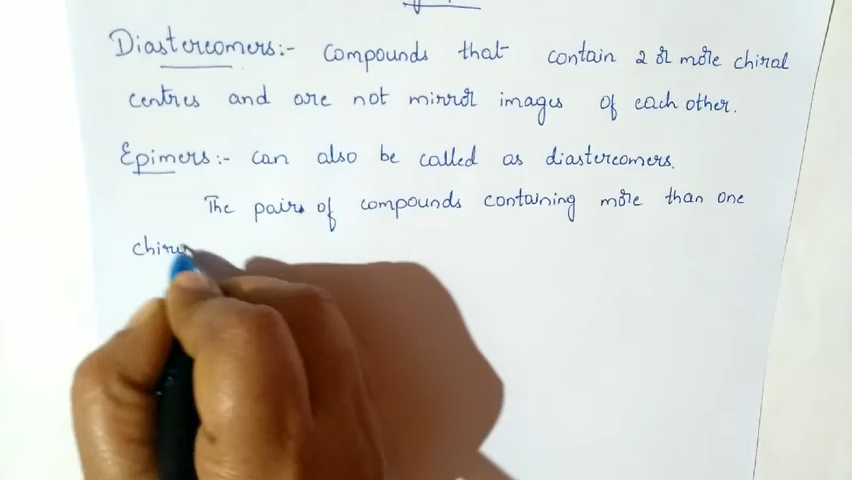 Diastereomers:- Compounds that contain 2 or more chiral
centres and are not mirror images of each other.
Epimers:- can also be called as diastereomers.
The pairs of compounds containing more than one